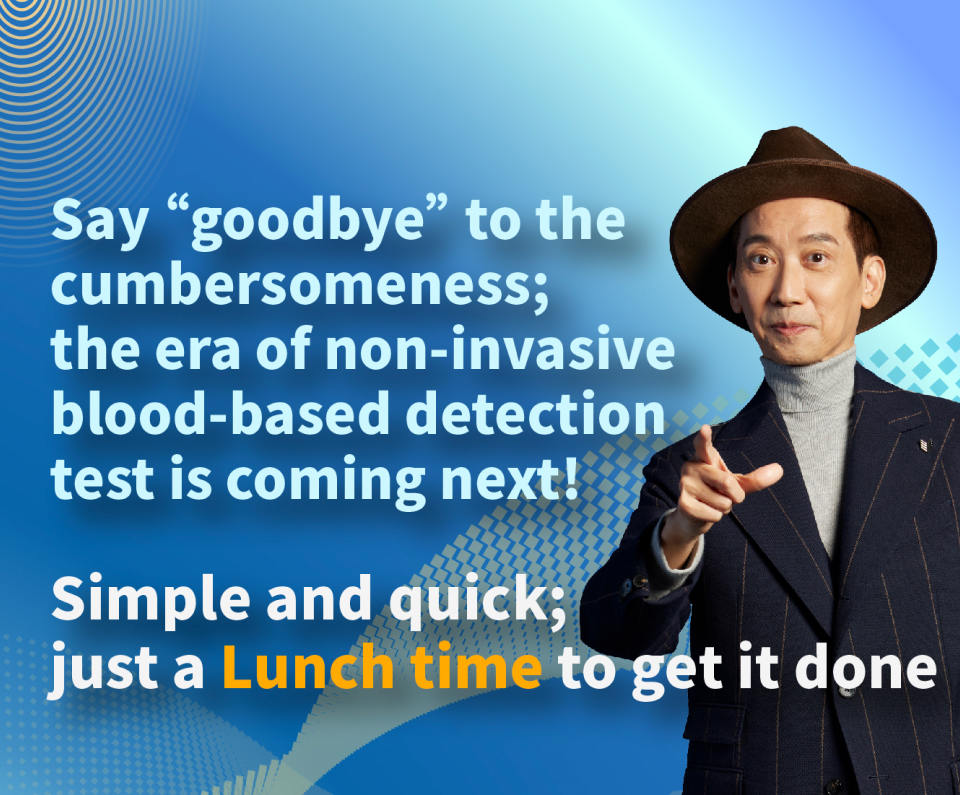 Say “goodbye” to the
cumbersomeness;
the era of non-invasive
blood-based detection
test is coming next!
Simple and quick;
just a Lunch time to get it done